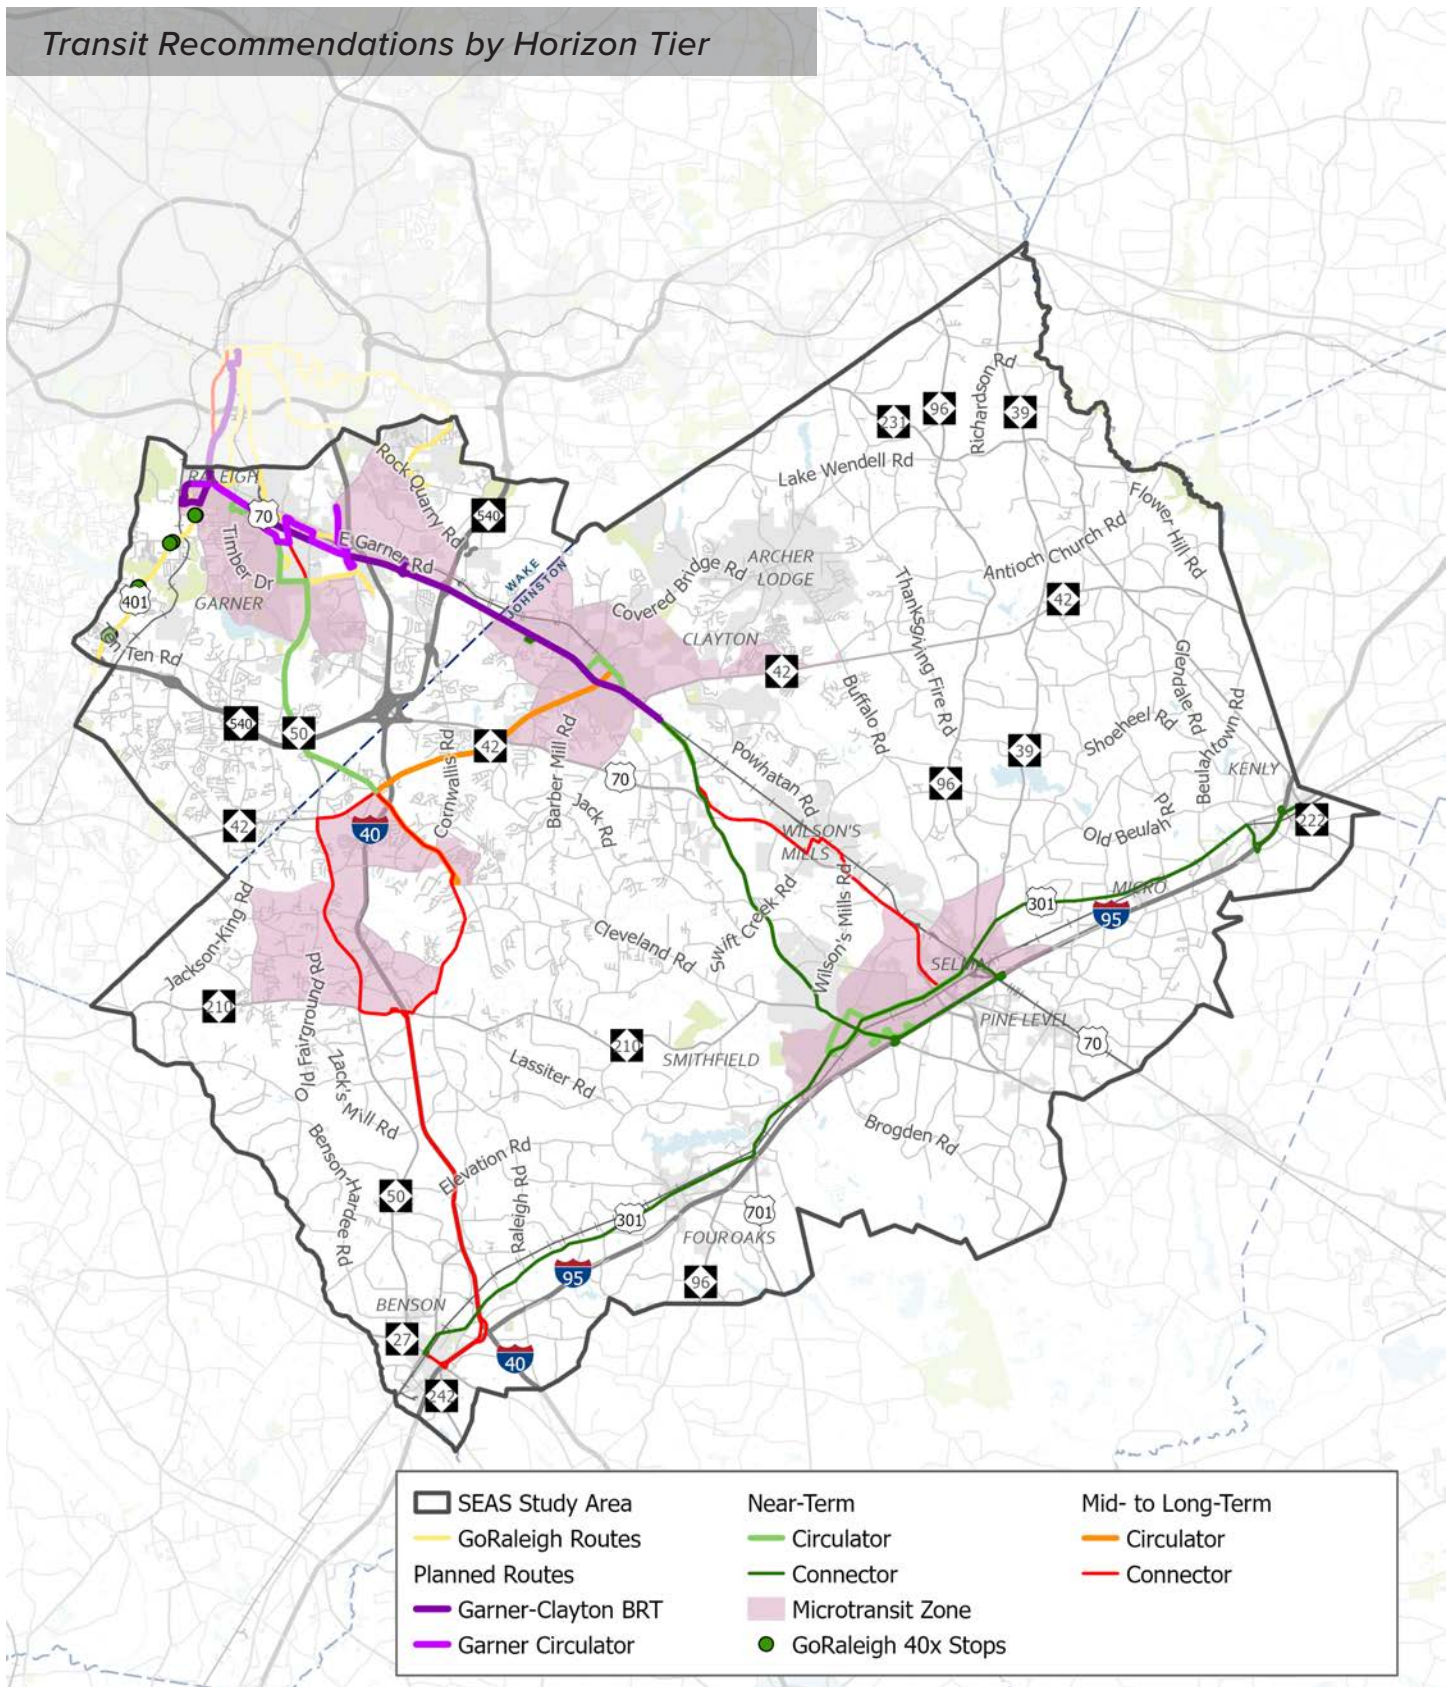 Transit Recommendations by Horizon Tier
231
96
Richardson Rd
39
Lake Wendell Rd
Rock Quarry Rd
RALEIGH
70
540
Flower Hill Rd
E Garner Rd
Timber Dr
WAKE
JOHNSTON
Covered Bridge Rd
ARCHER
LODGE
Antioch Church Rd
401
GARNER
42
Thanksgiving Fire Rd
Ten Ten Rd
CLAYTON
42
Glendale Rd
Buffalo Rd
540
50
Cornwallis Rd
42
Barber Mill Rd
70
Powhatan Rd
39
96
Shoeheel Rd
Beulahtown Rd
KENLY
42
40
Jack Rd
WILSON'S
MILLS
Old Beulah Rd
222
Jackson-King Rd
Swift Creek Rd
Wilson's Mills Rd
301
MICRO
95
Cleveland Rd
SELMA
210
Old Fairground Rd
PINE LEVEL
70
210
SMITHFIELD
Zack's Mill Rd
Lassiter Rd
Brogden Rd
Benson-Hardee Rd
Elevation Rd
50
Raleigh Rd
301
701
FOUR OAKS
95
96
BENSON
27
40
242
SEAS Study Area
GoRaleigh Routes
Planned Routes
Garner-Clayton BRT
Garner Circulator
Near-Term
Circulator
Connector
Microtransit Zone
GoRaleigh 40x Stops
Mid- to Long-Term
Circulator
Connector